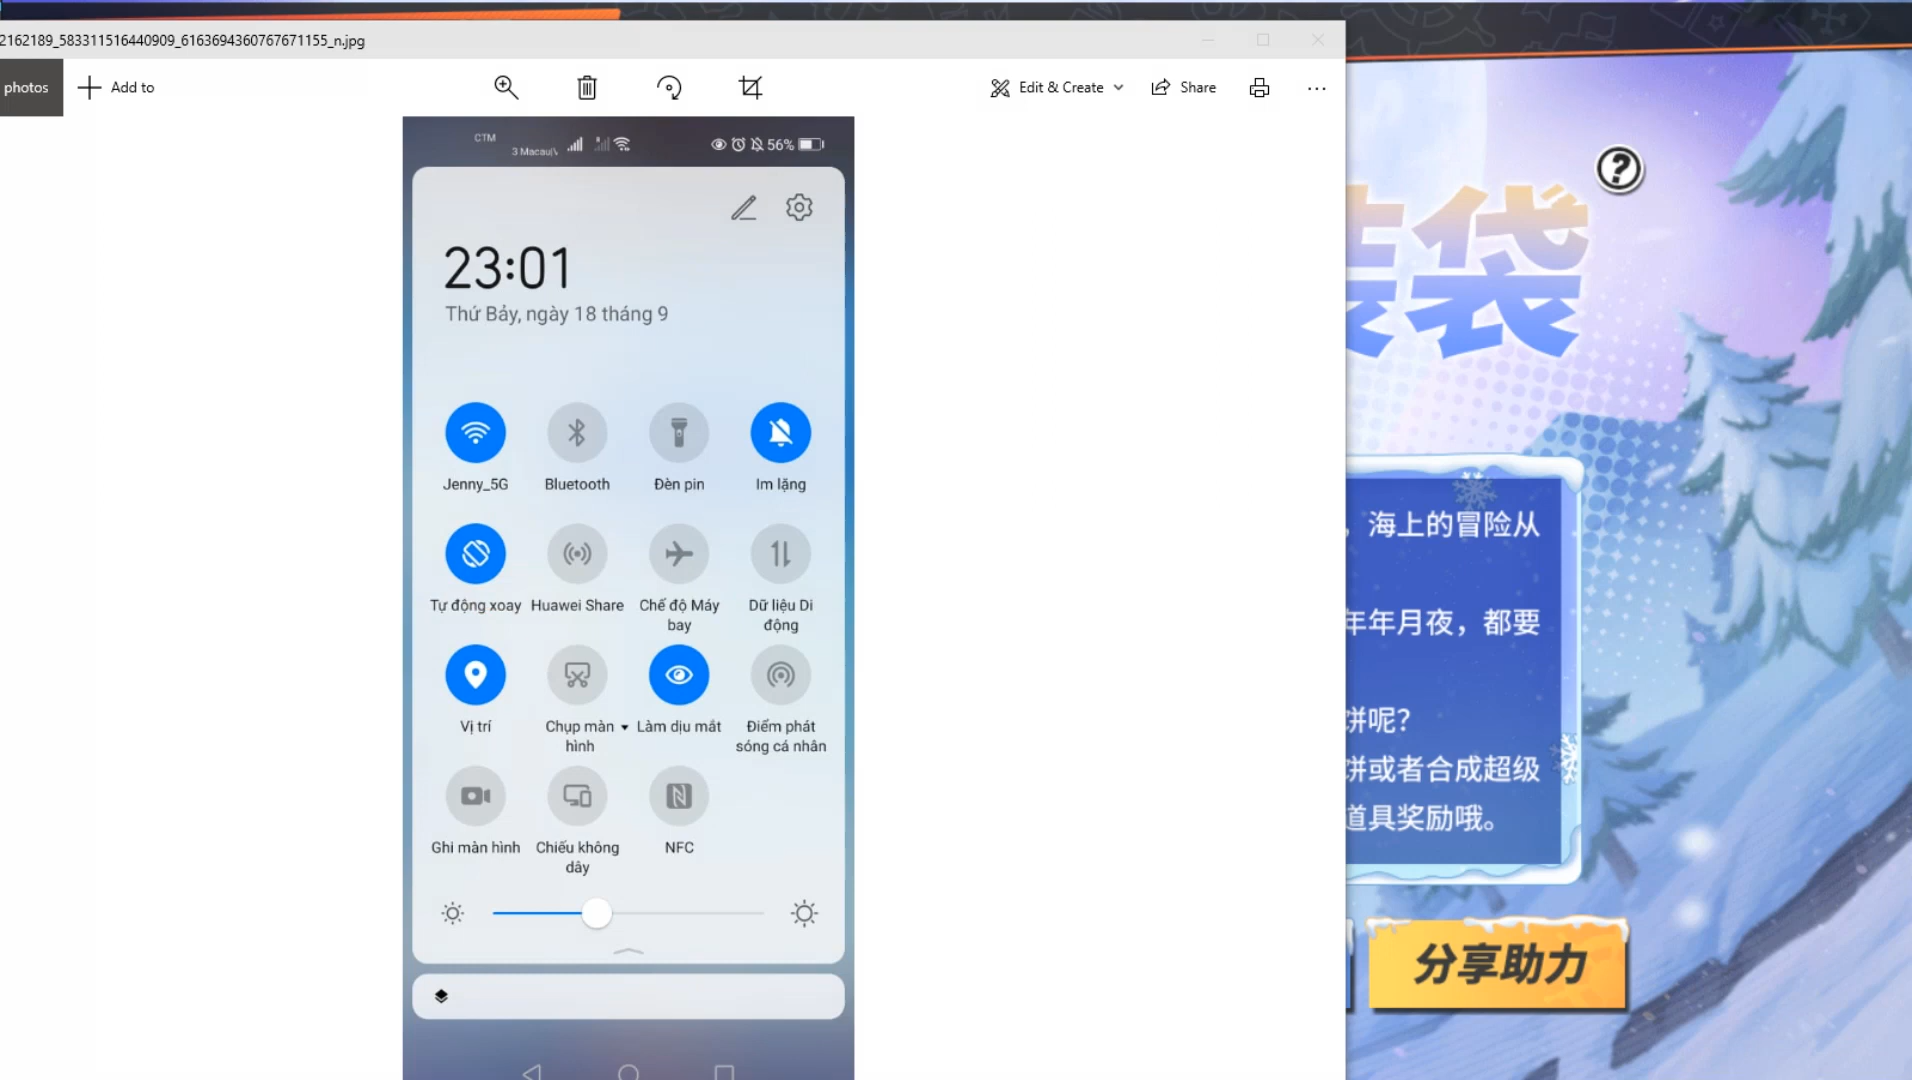 2162189_583311516440909_6163694360767671155_n.jpg
photos
Add to
Edit & Create
Share
CTM
3 Macau
56%
23:01
Thứ Bảy, ngày 18 tháng 9
Jenny_5G
Bluetooth
Đèn pin
Im lặng
Tự động xoay
Huawei Share
Chế độ Máy
bay
Dữ liệu Di
động
Vị trí
Chụp màn
hình
Làm dịu mắt
Điểm phát
sóng cá nhân
Ghi màn hình
Chiếu không
dây
NFC
装袋
，海上的冒险从
年年月夜，都要
饼呢？
饼或者合成超级
道具奖励哦。
分享助力